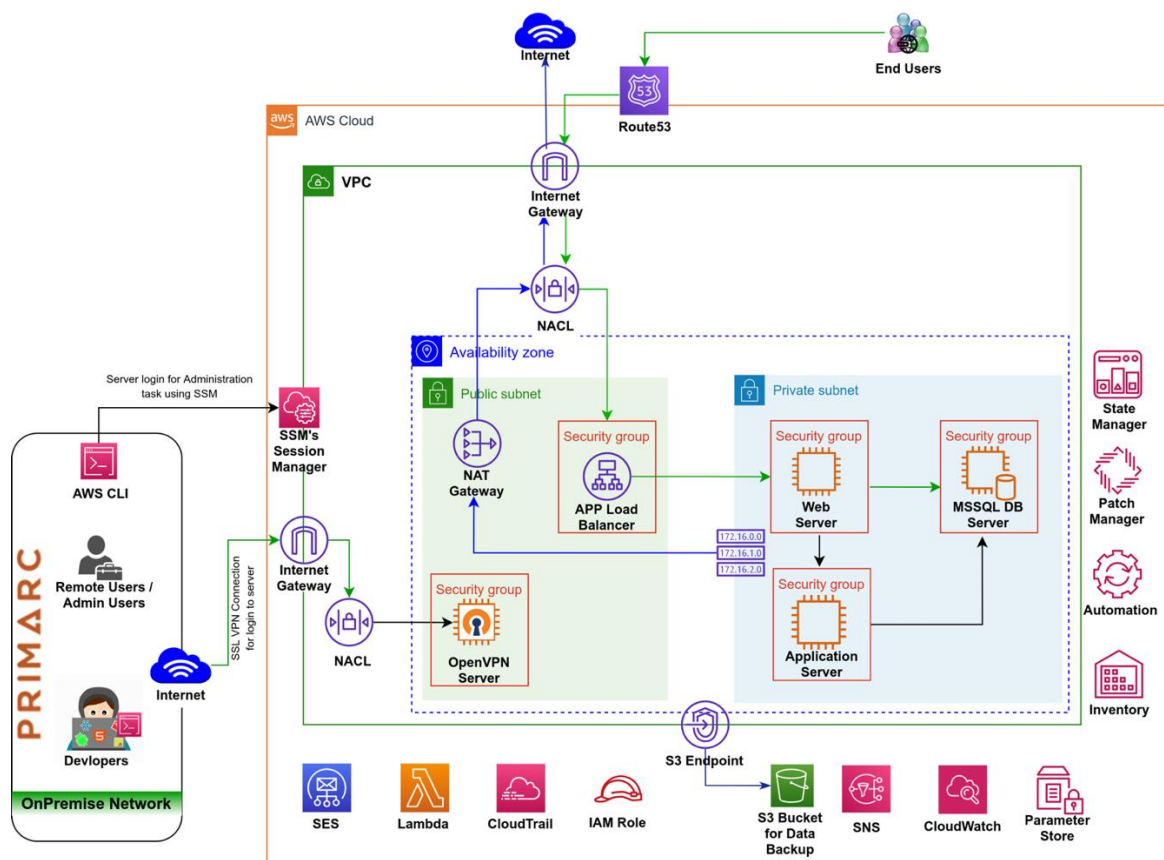 Internet
End Users
53
Route53
aws
AWS Cloud
VPC
Internet
Gateway
NACL
Availability zone
Public subnet
Private subnet
Server login for Administration
task using SSM
SSM's
Session
Manager
AWS CLI
NAT
Gateway
Security group
APP Load
Balancer
Security group
Web
Server
Security group
MSSQL DB
Server
172.16.0.0
172.16.1.0
172.16.2.0
State
Manager
Patch
Manager
Automation
Inventory
PRIMARC
Remote Users /
Admin Users
SSL VPN Connection
for login to server
Internet
Gateway
NACL
Security group
OpenVPN
Server
Security group
Application
Server
Internet
5
Devlopers
OnPremise Network
S3 Endpoint
SES
Lambda
CloudTrail
IAM Role
S3 Bucket
for Data
Backup
SNS
CloudWatch
Parameter
Store